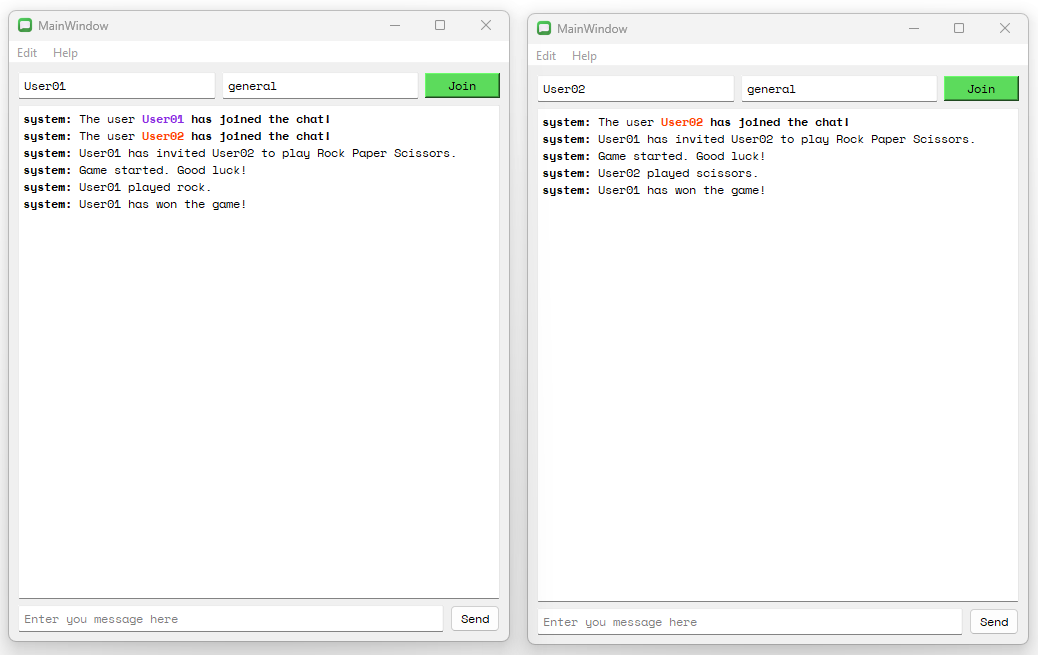 MainWindow
Edit Help
User01 general Join
system: The user User01 has joined the chat!
system: The user User02 has joined the chat!
system: User01 has invited User02 to play Rock Paper Scissors.
system: Game started. Good luck!
system: User01 played rock.
system: User01 has won the game!
Enter you message here Send
MainWindow
Edit Help
User02 general Join
system: The user User02 has joined the chat!
system: User01 has invited User02 to play Rock Paper Scissors.
system: Game started. Good luck!
system: User02 played scissors.
system: User01 has won the game!
Enter you message here Send